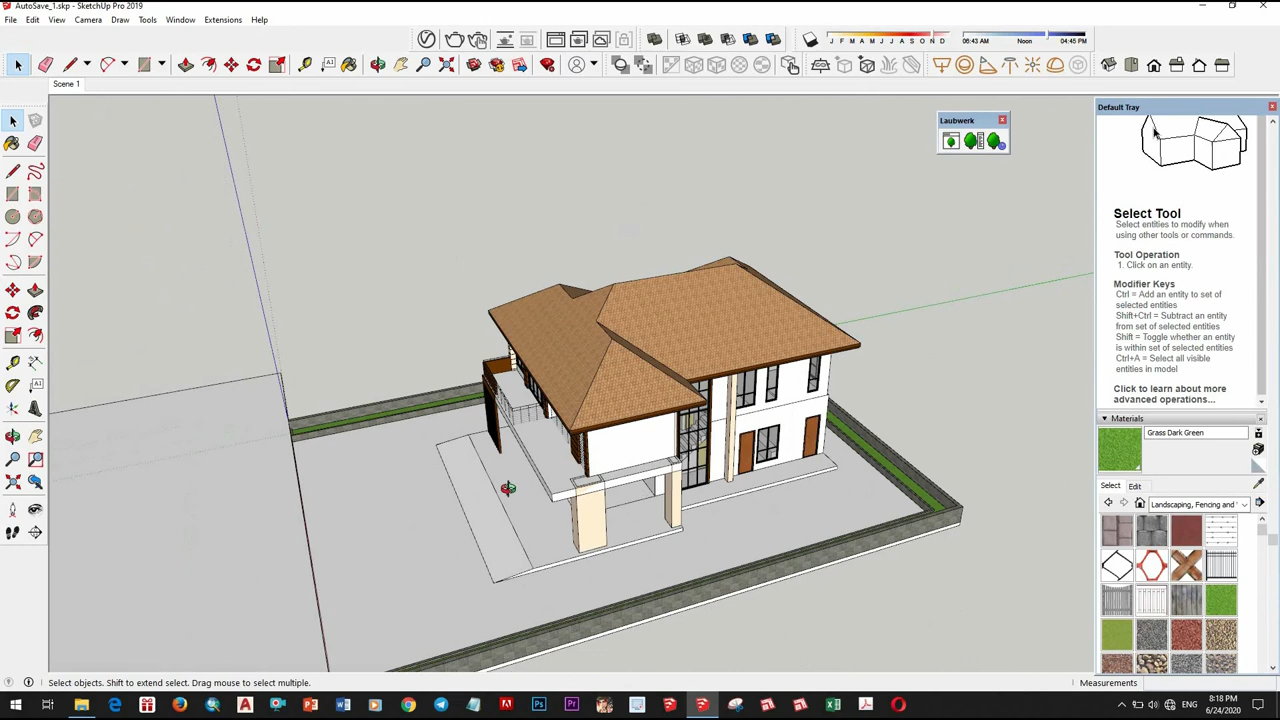 AutoSave_1.skp - SketchUp Pro 2019
File Edit View Camera Draw Tools Window Extensions Help
J F M A M J J A S O N D
06:43 AM Noon 04:45 PM
Scene 1
Default Tray
Laubwerk
Select Tool
Select entities to modify when
using other tools or commands.
Tool Operation
1. Click on an entity.
Modifier Keys
Ctrl = Add an entity to set of
selected entities
Shift+Ctrl = Subtract an entity
from set of selected entities
Shift = Toggle whether an entity
is within set of selected entities
Ctrl+A = Select all visible
entities in model
Click to learn about more
advanced operations...
Materials
Grass Dark Green
Select Edit
Landscaping, Fencing and
Select objects. Shift to extend select. Drag mouse to select multiple.
Measurements
ENG
8:18 PM
6/24/2020